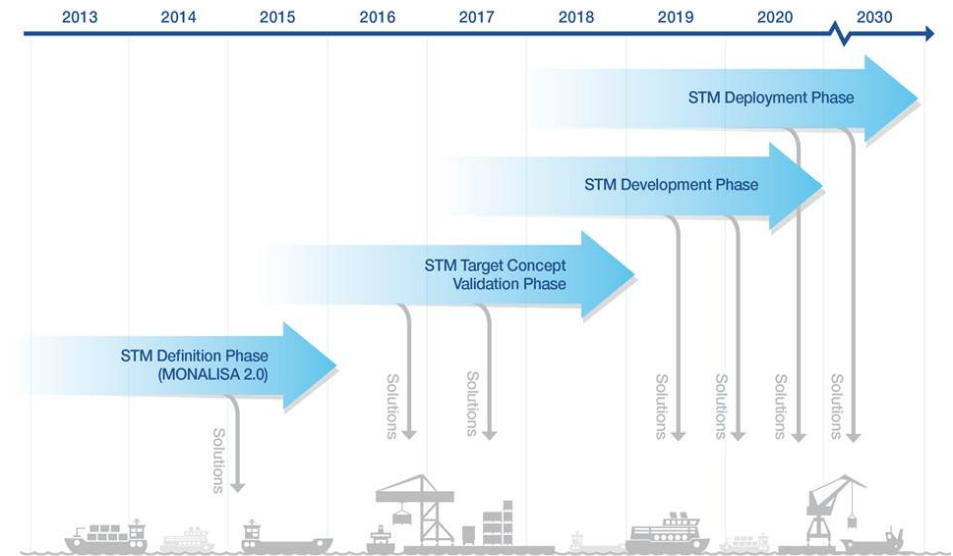 2013 2014 2015 2016 2017 2018 2019 2020 2030
STM Deployment Phase
STM Development Phase
STM Target Concept
Validation Phase
STM Definition Phase
(MONALISA 2.0)
Solutions
Solutions
Solutions
Solutions
Solutions
Solutions
Solutions